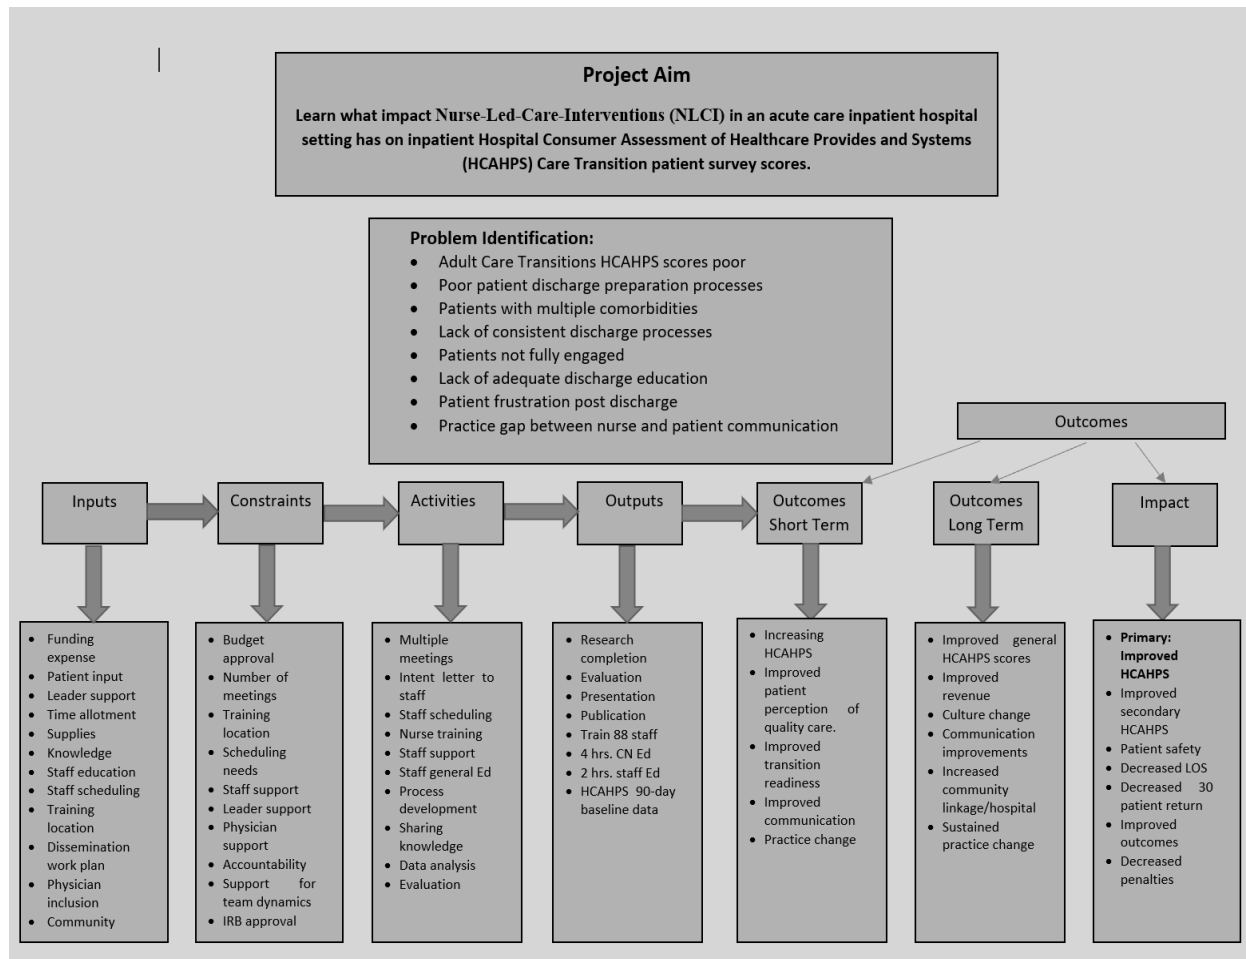 Project Aim
Learn what impact Nurse-Led-Care-Interventions (NLCI) in an acute care inpatient hospital
setting has on inpatient Hospital Consumer Assessment of Healthcare Provides and Systems
(HCAHPS) Care Transition patient survey scores.
Problem Identification:
• Adult Care Transitions HCAHPS scores poor
• Poor patient discharge preparation processes
• Patients with multiple comorbidities
• Lack of consistent discharge processes
• Patients not fully engaged
• Lack of adequate discharge education
• Patient frustration post discharge
• Practice gap between nurse and patient communication
Outcomes
Inputs
Constraints
Activities
Outputs
Outcomes
Short Term
Outcomes
Long Term
Impact
• Funding
expense
• Patient input
• Leader support
• Time allotment
• Supplies
• Knowledge
• Staff education
• Staff scheduling
• Training
location
• Dissemination
work plan
• Physician
inclusion
• Community
• Budget
approval
• Number of
meetings
• Training
location
• Scheduling
needs
• Staff support
• Leader support
• Physician
support
• Accountability
• Support for
team dynamics
• IRB approval
• Multiple
meetings
• Intent letter to
staff
• Staff scheduling
• Nurse training
• Staff support
• Staff general Ed
• Process
development
• Sharing
knowledge
• Data analysis
• Evaluation
• Research
completion
• Evaluation
• Presentation
• Publication
• Train 88 staff
• 4 hrs. CN Ed
• 2 hrs. staff Ed
• HCAHPS 90-day
baseline data
• Increasing
HCAHPS
• Improved
patient
perception of
quality care.
• Improved
transition
readiness
• Improved
communication
• Practice change
• Improved general
HCAHPS scores
• Improved
revenue
• Culture change
• Communication
improvements
• Increased
community
linkage/hospital
• Sustained
practice change
• Primary:
Improved
HCAHPS
• Improved
secondary
HCAHPS
• Patient safety
• Decreased LOS
• Decreased 30
patient return
• Improved
outcomes
• Decreased
penalties